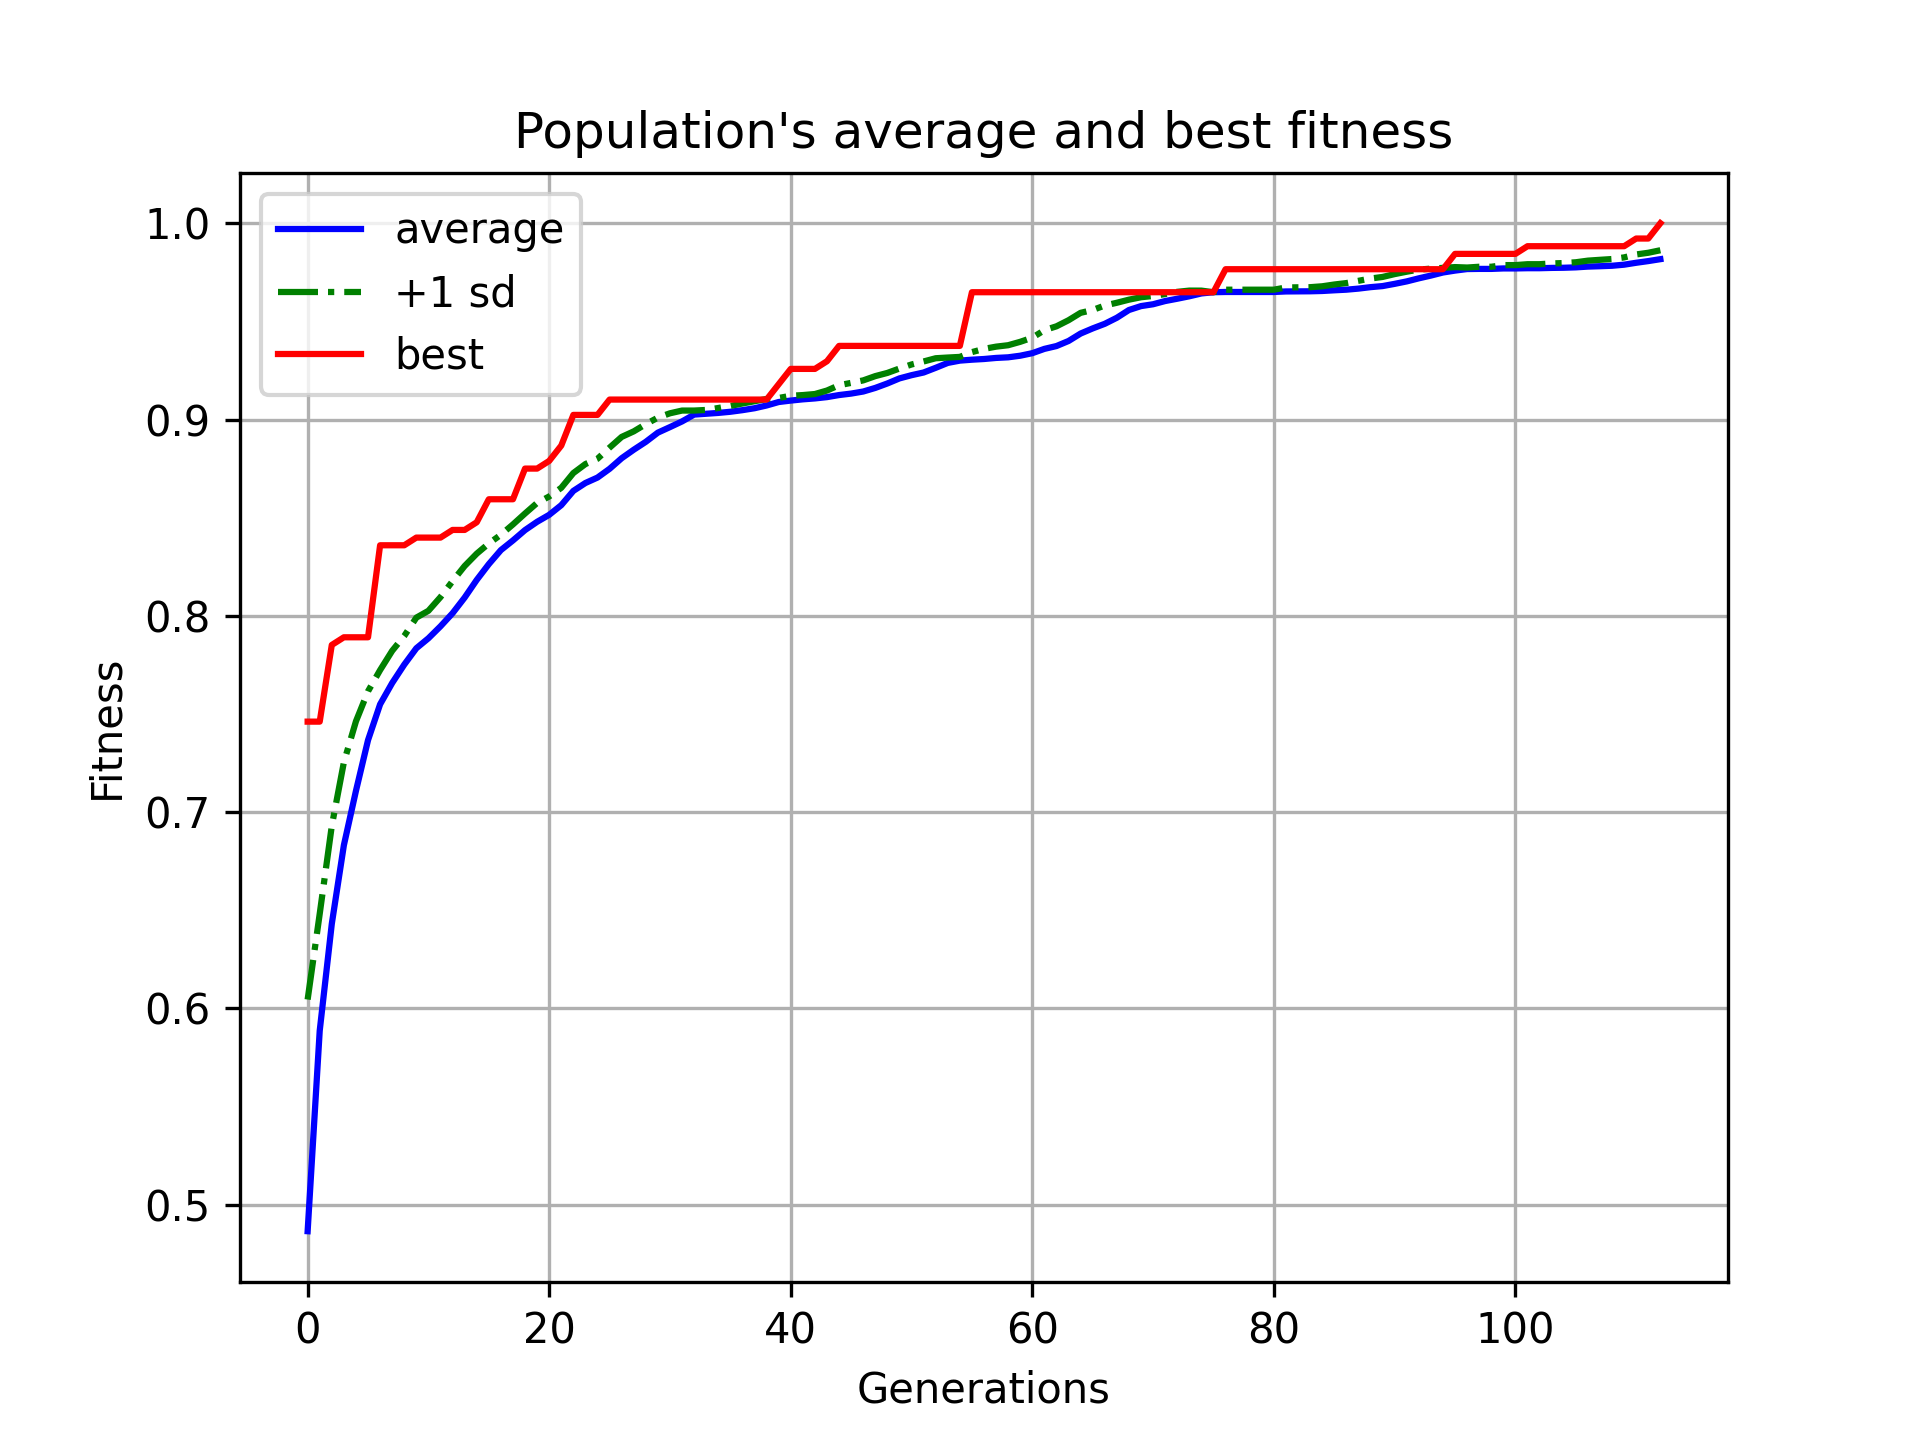 Population's average and best fitness
average
+1 sd
best
1.0
0.9
0.8
0.7
0.6
0.5
Fitness
0 20 40 60 80 100
Generations